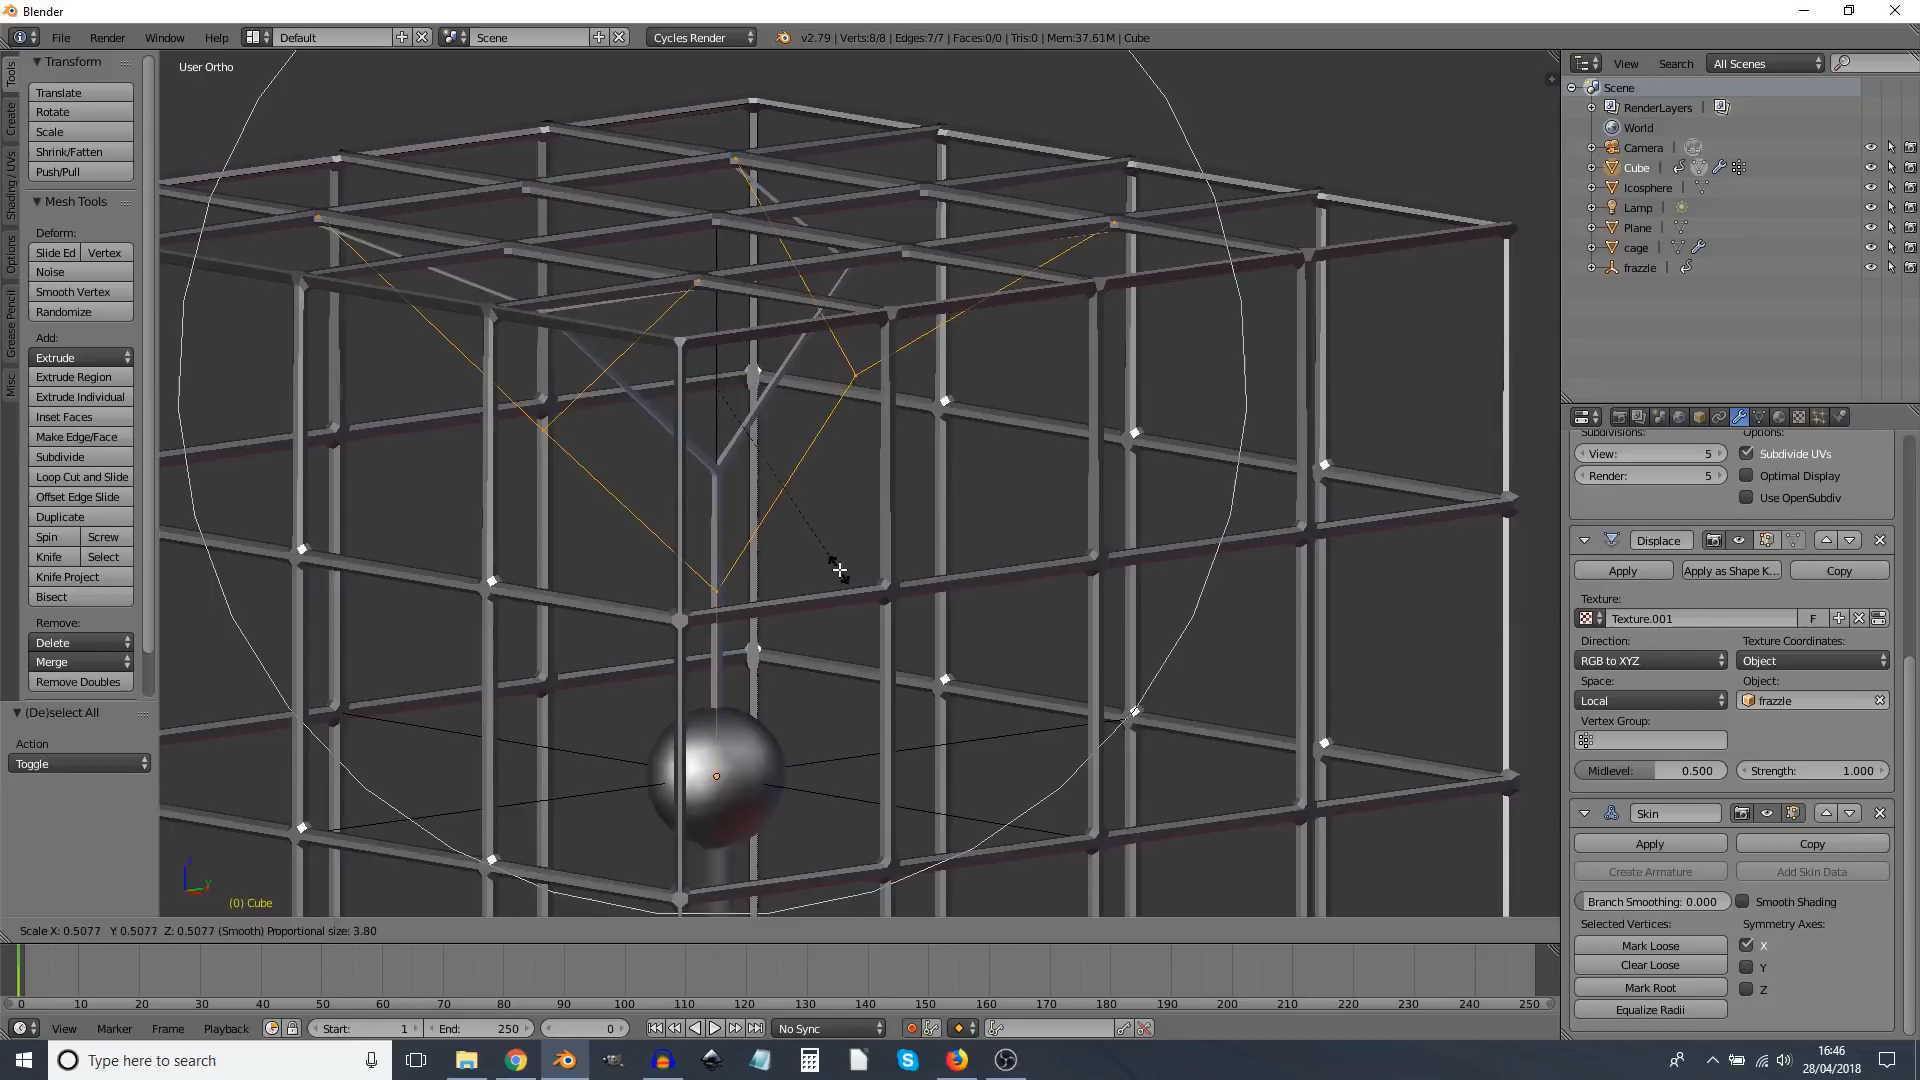 Blender
File Render Window Help Default Scene Cycles Render v2.79 | Verts:8/8 | Edges:7/7 | Faces:0/0 | Tris:0 | Mem:37.61M | Cube
Tools
Create
Shading / UVs
Options
Grease Pencil
Misc
Transform
Translate
Rotate
Scale
Shrink/Fatten
Push/Pull
Mesh Tools
Deform:
Slide Ed Vertex
Noise
Smooth Vertex
Randomize
Add:
Extrude
Extrude Region
Extrude Individual
Inset Faces
Make Edge/Face
Subdivide
Loop Cut and Slide
Offset Edge Slide
Duplicate
Spin Screw
Knife Select
Knife Project
Bisect
Remove:
Delete
Merge
Remove Doubles
(De)select All
Action
Toggle
User Ortho
(0) Cube
Scale X: 0.5077 Y: 0.5077 Z: 0.5077 (Smooth) Proportional size: 3.80
View Search All Scenes
Scene
RenderLayers
World
Camera
Cube
Icosphere
Lamp
Plane
cage
frazzle
Subdivisions: Options:
View: 5 Subdivide UVs
Render: 5 Optimal Display
Use OpenSubdiv
Displace
Apply Apply as Shape K... Copy
Texture:
Texture.001 F
Direction: Texture Coordinates:
RGB to XYZ Object
Space: Object:
Local frazzle
Vertex Group:
Midlevel: 0.500 Strength: 1.000
Skin
Apply Copy
Create Armature Add Skin Data
Branch Smoothing: 0.000 Smooth Shading
Selected Vertices: Symmetry Axes:
Mark Loose X
Clear Loose Y
Mark Root Z
Equalize Radii
0 10 20 30 40 50 60 70 80 90 100 110 120 130 140 150 160 170 180 190 200 210 220 230 240 250
View Marker Frame Playback Start: 1 End: 250 0 No Sync
Type here to search
16:46
28/04/2018